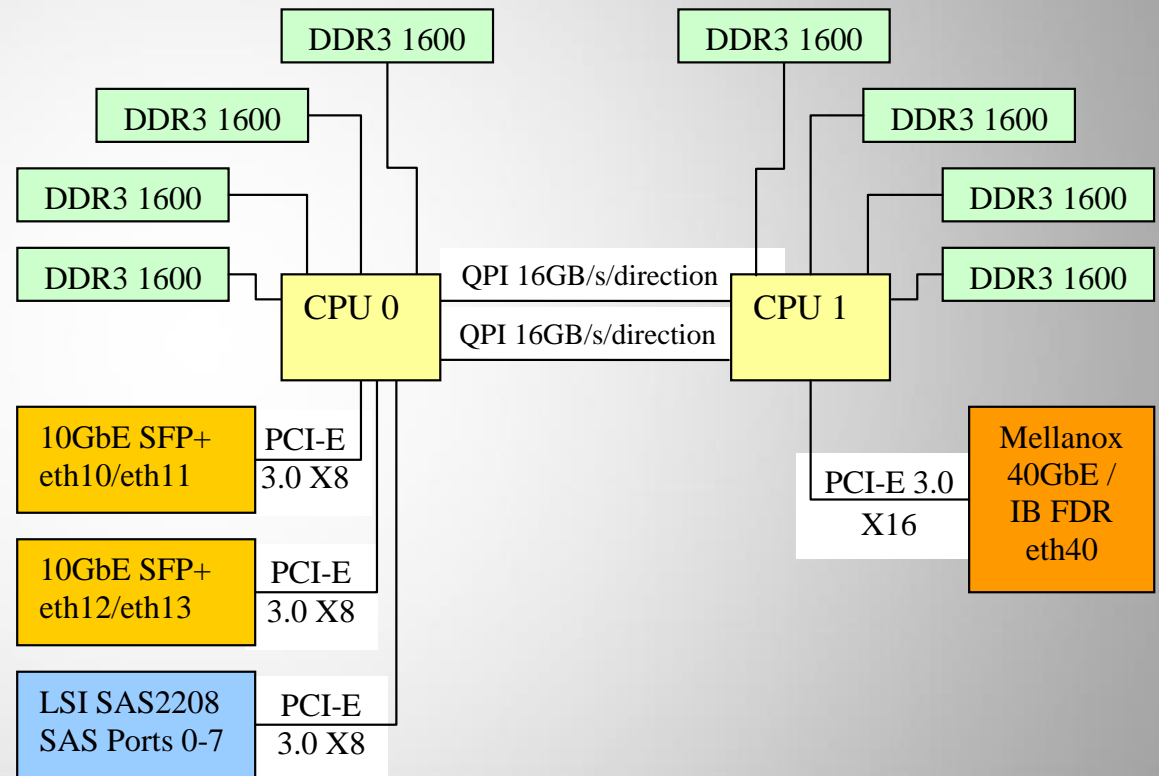 DDR3 1600
DDR3 1600
DDR3 1600
DDR3 1600
DDR3 1600
DDR3 1600
DDR3 1600
DDR3 1600
QPI 16GB/s/direction
CPU 0
CPU 1
QPI 16GB/s/direction
10GbE SFP+
eth10/eth11
PCI-E
3.0 X8
Mellanox
40GbE /
IB FDR
eth40
PCI-E 3.0
X16
10GbE SFP+
eth12/eth13
PCI-E
3.0 X8
LSI SAS2208
SAS Ports 0-7
PCI-E
3.0 X8